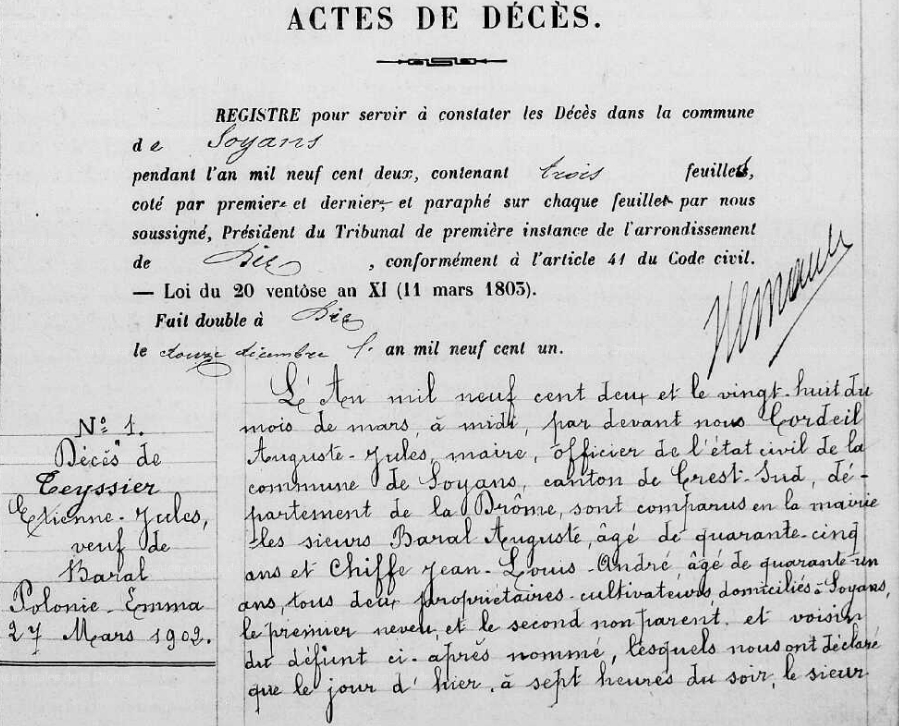 ACTES DE DÉCÈS.
REGISTRE pour servir à constater les Décès dans la commune
de Soyans
pendant l'an mil neuf cent deux, contenant trois feuillets,
coté par premier et dernier, et paraphé sur chaque feuillet par nous
soussigné, Président du Tribunal de première instance de l'arrondissement
de Die, conformément à l'article 41 du Code civil.
— Loi du 20 ventôse an XI (11 mars 1803).
Fait double à Die
le douze décembre l'an mil neuf cent un.
N° 1.
Décès de
Teyssier
Etienne-Jules,
veuf de
Baral
Polonie-Emma
27 Mars 1902.
L'An mil neuf cent deux et le vingt-huit du
mois de mars, à midi, par devant nous Cordeil
Auguste-Jules, maire, officier de l'état civil de la
commune de Soyans, canton de Crest-Sud, dé-
partement de la Drôme, sont comparus en la mairie
les sieurs Baral Auguste, âgé de quarante-cinq
ans et Chiffe Jean-Louis-André âgé de quarante-un
ans, tous deux propriétaires-cultivateurs, domiciliés à Soyans,
le premier neveu et le second non parent et voisin
du défunt ci-après nommé, lesquels nous ont déclaré
que le jour d'hier, à sept heures du soir, le sieur